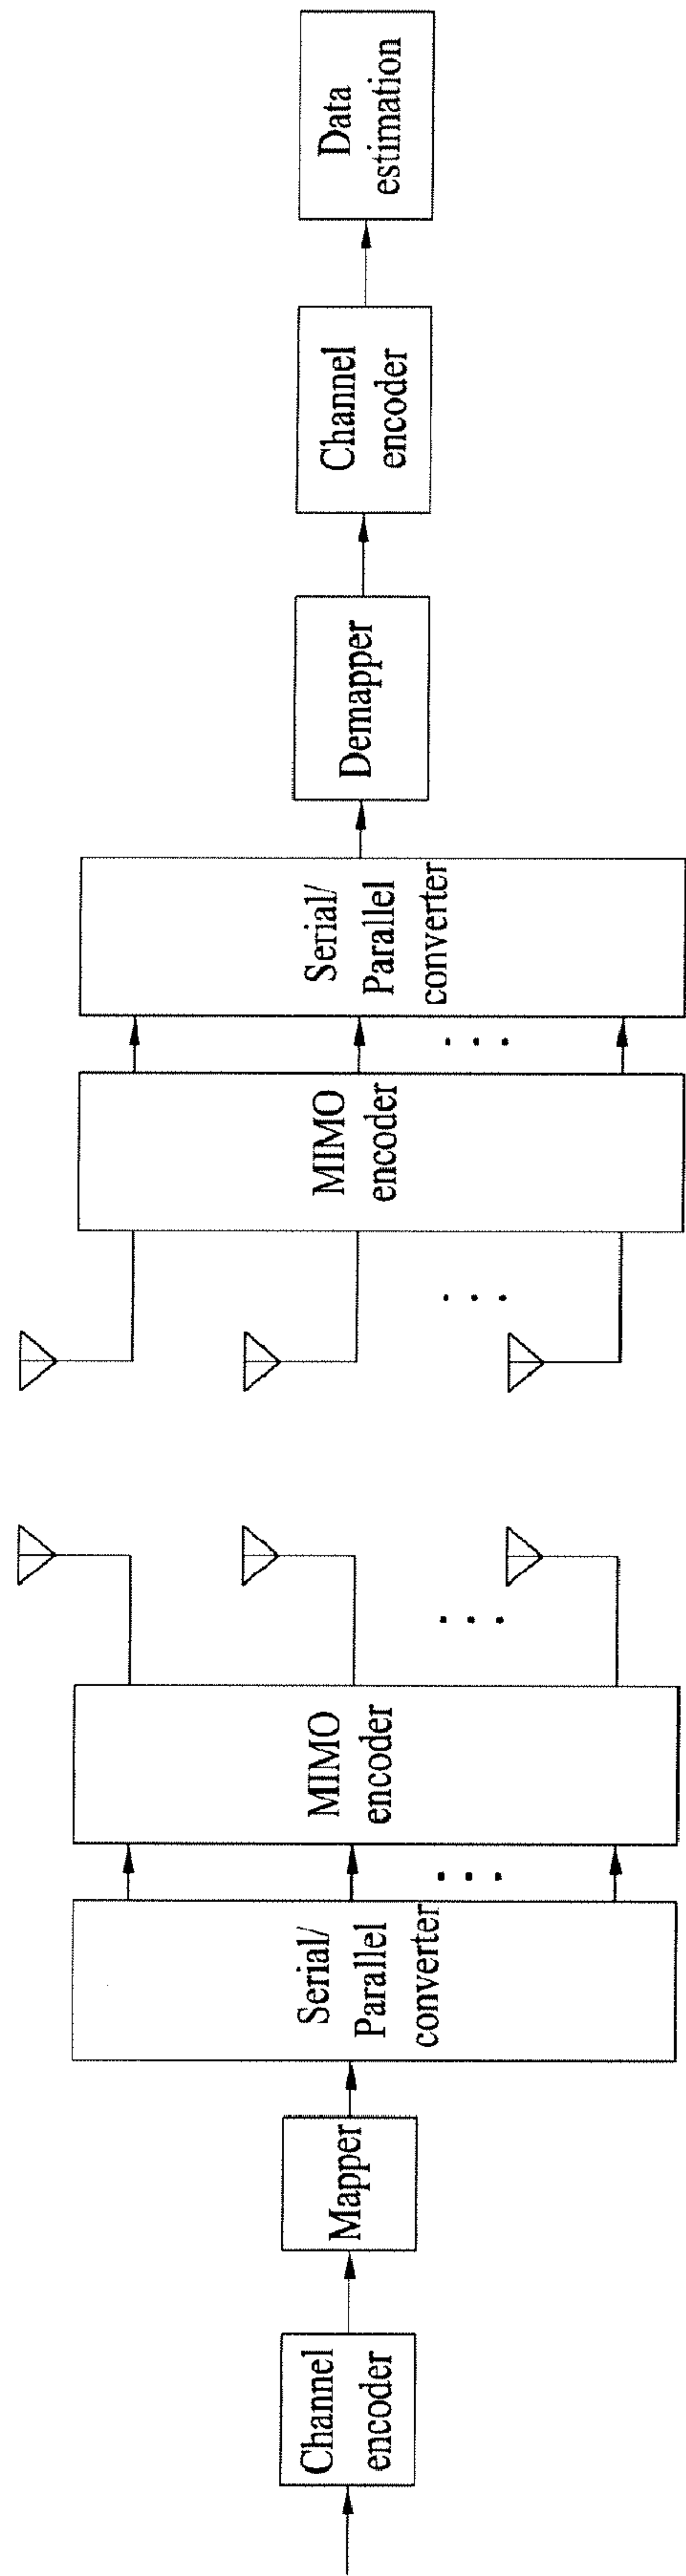 Channel
encoder
Mapper
Serial/
Parallel
converter
MIMO
encoder
MIMO
encoder
Serial/
Parallel
converter
Demapper
Channel
encoder
Data
estimation